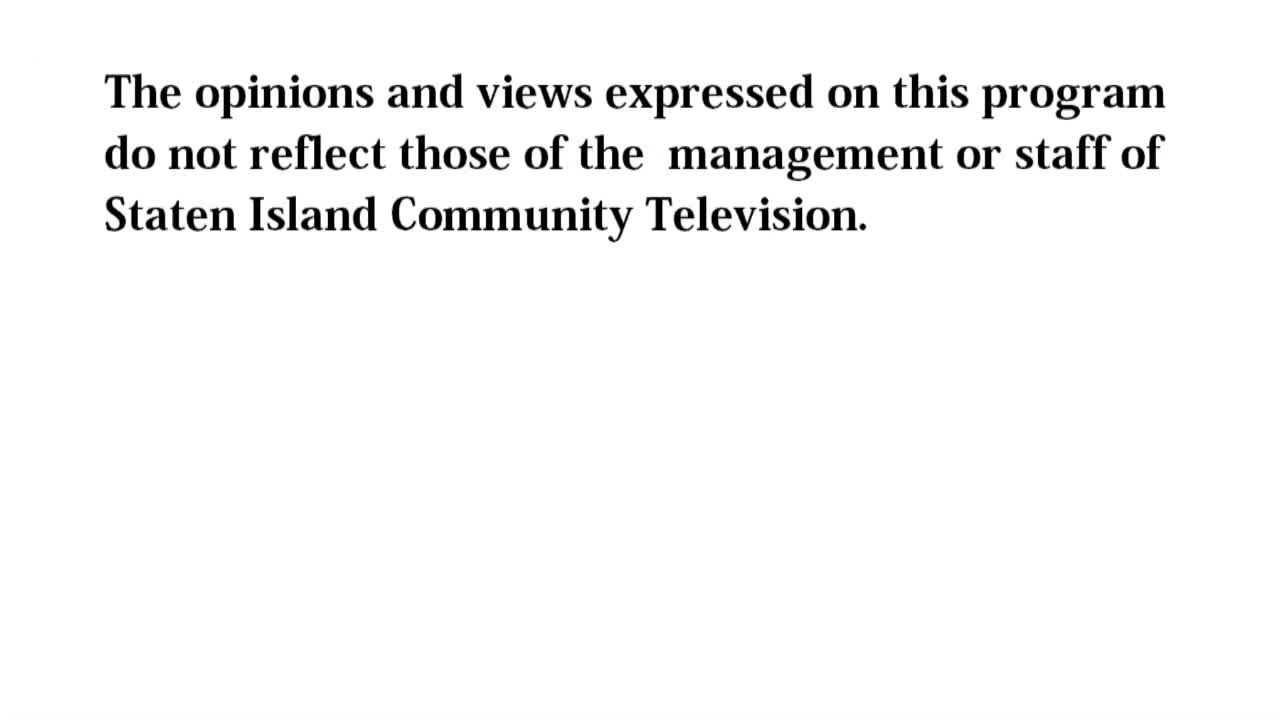 The opinions and views expressed on this program
do not reflect those of the  management or staff of
Staten Island Community Television.